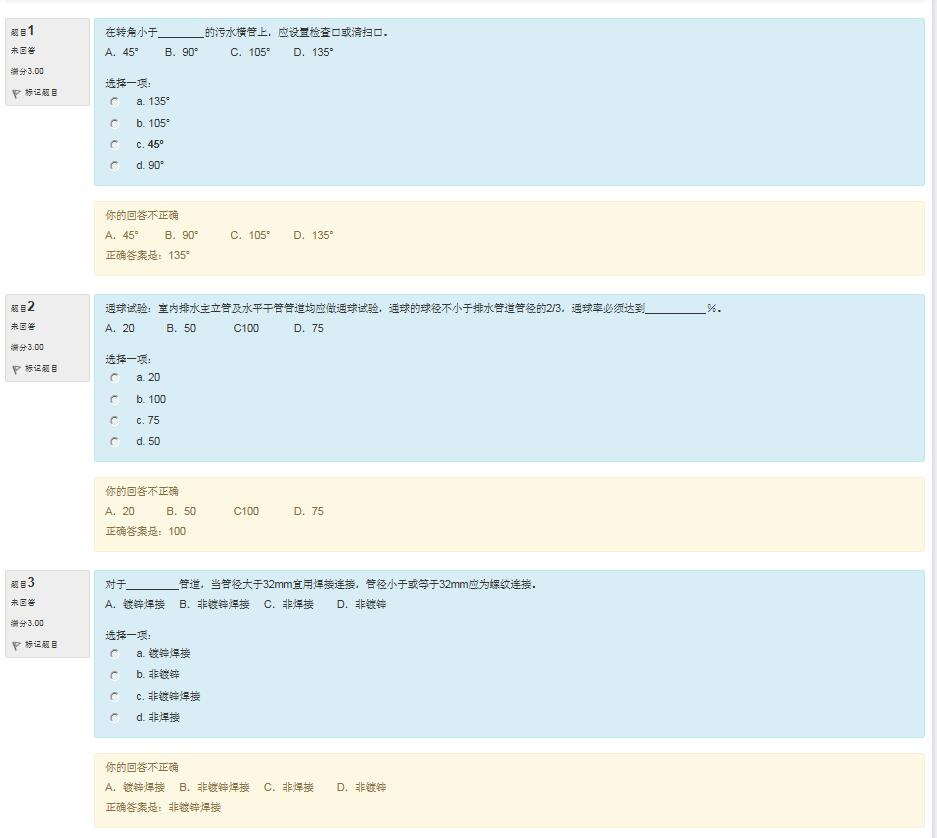 题目1
未回答
满分3.00
标记题目
在转角小于________的污水横管上，应设置检查口或清扫口。
A. 45° B. 90° C. 105° D. 135°
选择一项：
a. 135°
b. 105°
c. 45°
d. 90°
你的回答不正确
A. 45° B. 90° C. 105° D. 135°
正确答案是：135°
题目2
未回答
满分3.00
标记题目
通球试验：室内排水主立管及水平干管管道均应做通球试验，通球的球径不小于排水管道管径的2/3，通球率必须达到__________%。
A. 20 B. 50 C100 D. 75
选择一项：
a. 20
b. 100
c. 75
d. 50
你的回答不正确
A. 20 B. 50 C100 D. 75
正确答案是：100
题目3
未回答
满分3.00
标记题目
对于_________管道，当管径大于32mm宜用焊接连接，管径小于或等于32mm应为螺纹连接。
A. 镀锌焊接 B. 非镀锌焊接 C. 非焊接 D. 非镀锌
选择一项：
a. 镀锌焊接
b. 非镀锌
c. 非镀锌焊接
d. 非焊接
你的回答不正确
A. 镀锌焊接 B. 非镀锌焊接 C. 非焊接 D. 非镀锌
正确答案是：非镀锌焊接